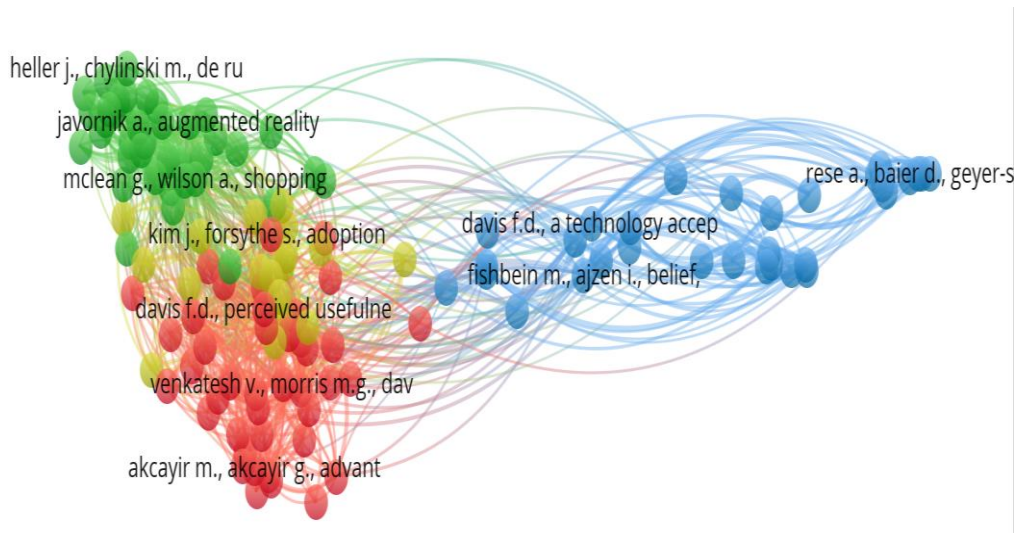 heller j., chylinski m., de ru
javornik a., augmented reality
mclean g., wilson a., shopping
rese a., baier d., geyer-s
kim j., forsythe s., adoption
davis f.d., a technology accep
fishbein m., ajzen i., belief,
davis f.d., perceived usefulne
venkatesh v., morris m.g., dav
akcayir m., akcayir g., advant